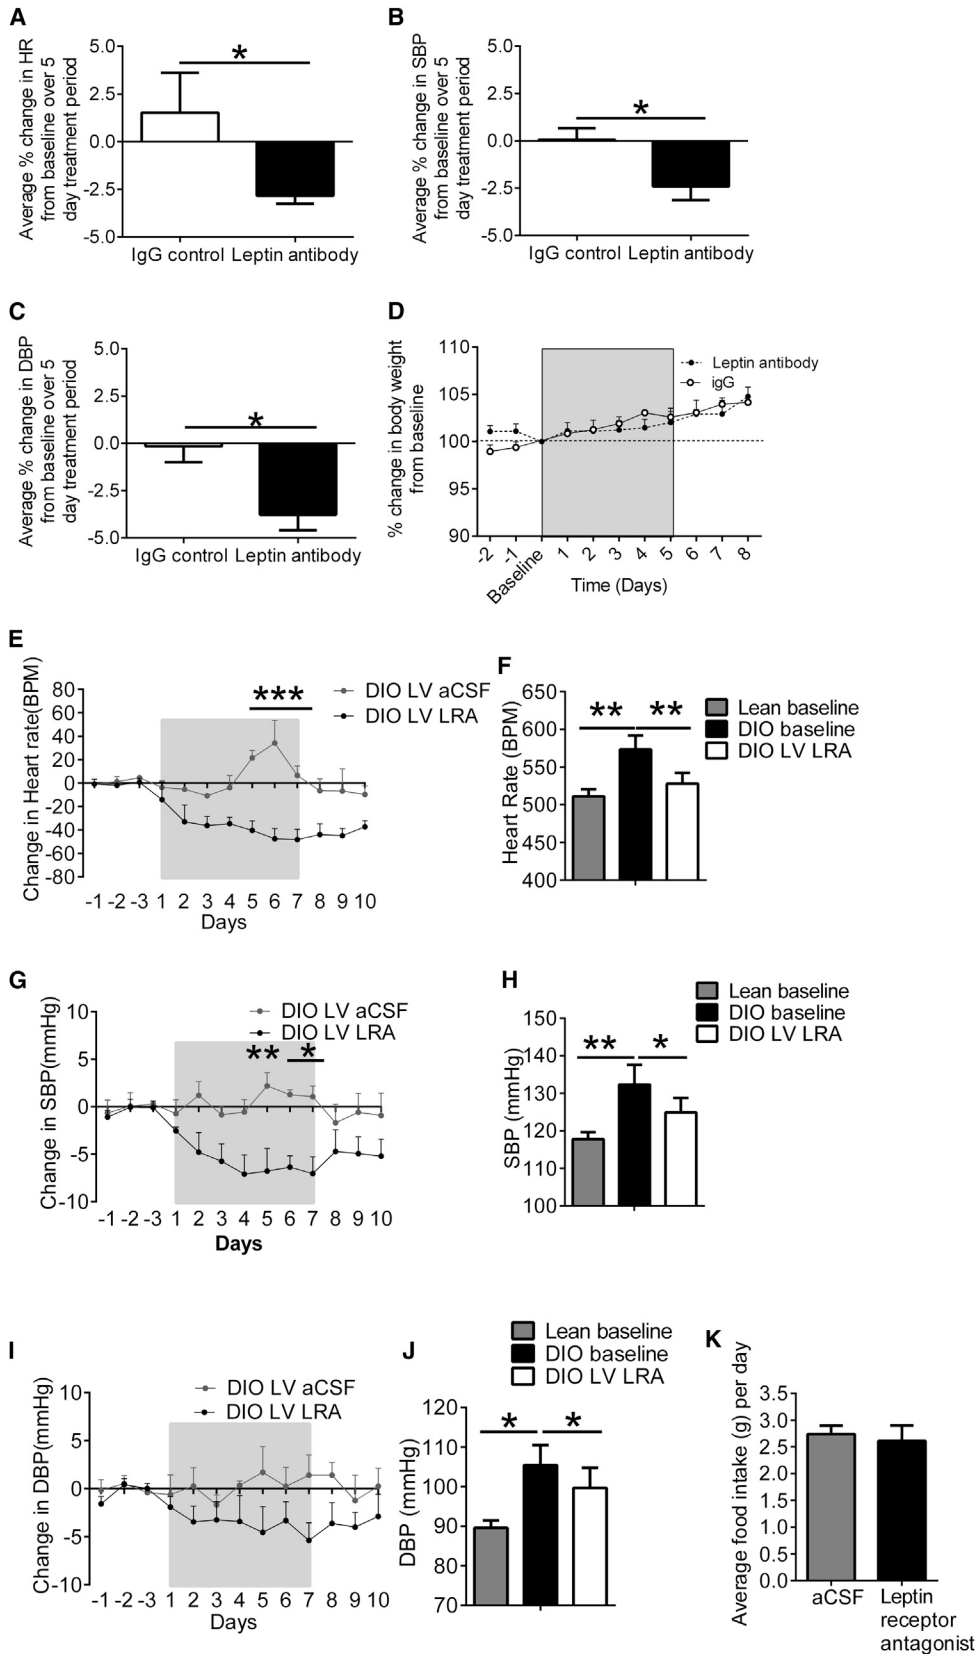 A
Average % change in HR
from baseline over 5
day treatment period
5.0
2.5
0.0
-2.5
-5.0
*
IgG control Leptin antibody
B
Average % change in SBP
from baseline over 5
day treatment period
5.0
2.5
0.0
-2.5
-5.0
*
IgG control Leptin antibody
C
Average % change in DBP
from baseline over 5
day treatment period
5.0
2.5
0.0
-2.5
-5.0
*
IgG control Leptin antibody
D
% change in body weight
from baseline
110
105
100
95
90
Leptin antibody
igG
-2 -1 Baseline 1 2 3 4 5 6 7 8
Time (Days)
E
Change in Heart rate(BPM)
80
60
40
20
0
-20
-40
-60
-80
***
DIO LV aCSF
DIO LV LRA
-1 -2 -3 1 2 3 4 5 6 7 8 9 10
Days
F
Heart Rate (BPM)
650
600
550
500
450
400
** **
Lean baseline
DIO baseline
DIO LV LRA
G
Change in SBP(mmHg)
10
5
0
-5
-10
DIO LV aCSF
DIO LV LRA
** *
-1 -2 -3 1 2 3 4 5 6 7 8 9 10
Days
H
SBP (mmHg)
150
140
130
120
110
100
** *
Lean baseline
DIO baseline
DIO LV LRA
I
Change in DBP(mmHg)
10
5
0
-5
-10
DIO LV aCSF
DIO LV LRA
-1 -2 -3 1 2 3 4 5 6 7 8 9 10
Days
J
Lean baseline
DIO baseline
DIO LV LRA
DBP (mmHg)
120
110
100
90
80
70
* *
K
Average food intake (g) per day
3.5
3.0
2.5
2.0
1.5
1.0
0.5
0.0
aCSF Leptin
receptor
antagonist